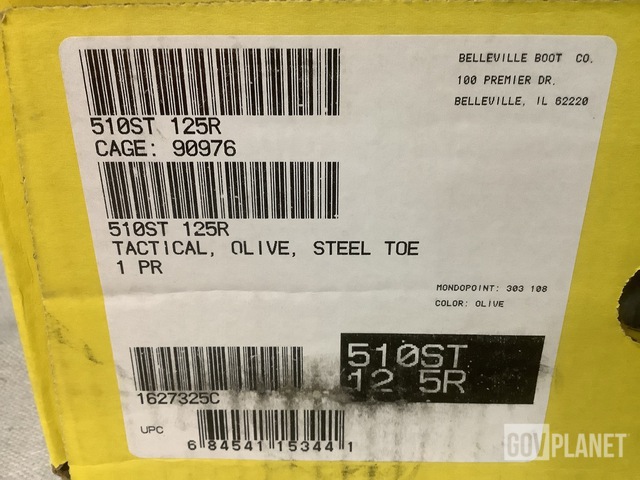 BELLEVILLE BOOT CO.
100 PREMIER DR.
BELLEVILLE, IL 62220
510ST 125R
CAGE: 90976
510ST 125R
TACTICAL, OLIVE, STEEL TOE
1 PR
MONDOPOINT: 303 108
COLOR: OLIVE
510ST
12 5R
1627325C
UPC
6 84541 15344 1
GOVPLANET